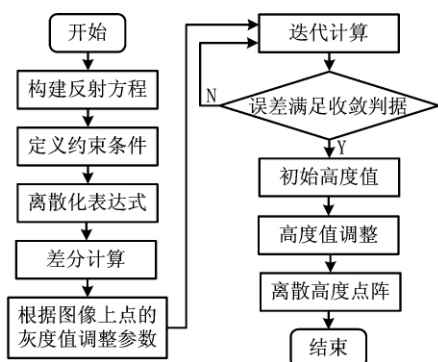 开始
构建反射方程
定义约束条件
离散化表达式
差分计算
根据图像上点的
灰度值调整参数
迭代计算
误差满足收敛判据
N
Y
初始高度值
高度值调整
离散高度点阵
结束